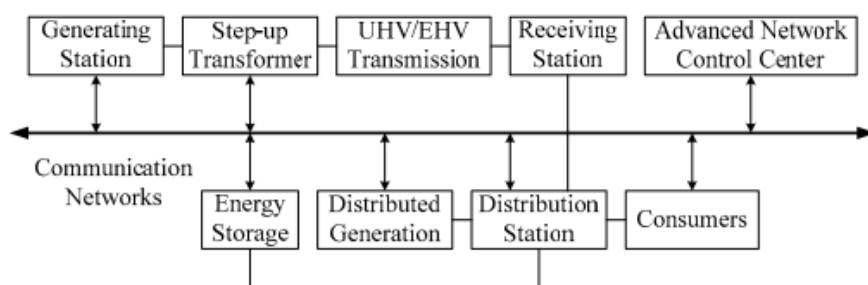 Generating
Station
Step-up
Transformer
UHV/EHV
Transmission
Receiving
Station
Advanced Network
Control Center
Communication
Networks
Energy
Storage
Distributed
Generation
Distribution
Station
Consumers